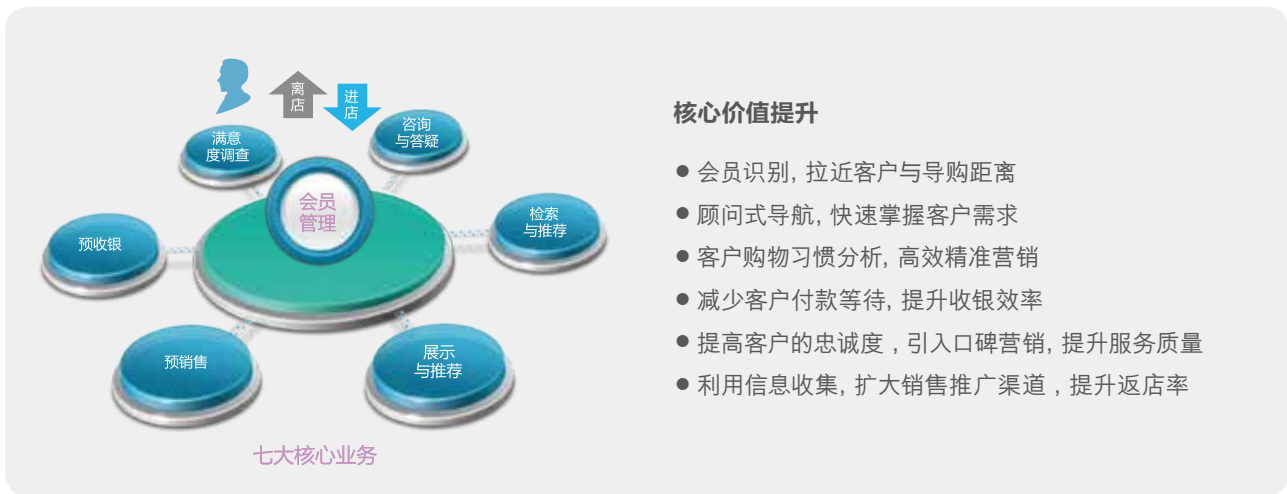 离
店
进
店
满意
度调查
咨询
与答疑
会员
管理
预收银
检索
与推荐
预销售
展示
与推荐
七大核心业务
核心价值提升
● 会员识别, 拉近客户与导购距离
● 顾问式导航, 快速掌握客户需求
● 客户购物习惯分析, 高效精准营销
● 减少客户付款等待, 提升收银效率
● 提高客户的忠诚度 , 引入口碑营销, 提升服务质量
● 利用信息收集, 扩大销售推广渠道 , 提升返店率